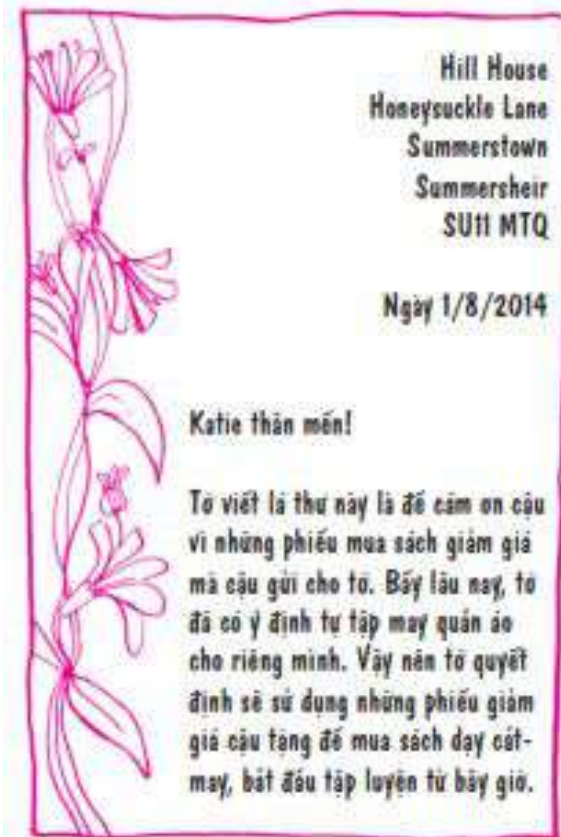 Hill House
Honeysuckle Lane
Summerstown
Summersheir
SU11 MTQ
Ngày 1/8/2014
Katie thân mến!
Tớ viết lá thư này là để cảm ơn cậu
vì những phiếu mua sách giảm giá
mà cậu gửi cho tớ. Bấy lâu nay, tớ
đã có ý định tự tập may quần áo
cho riêng mình. Vậy nên tớ quyết
định sẽ sử dụng những phiếu giảm
giá cậu tặng để mua sách dạy cắt-
may, bắt đầu tập luyện từ bây giờ.